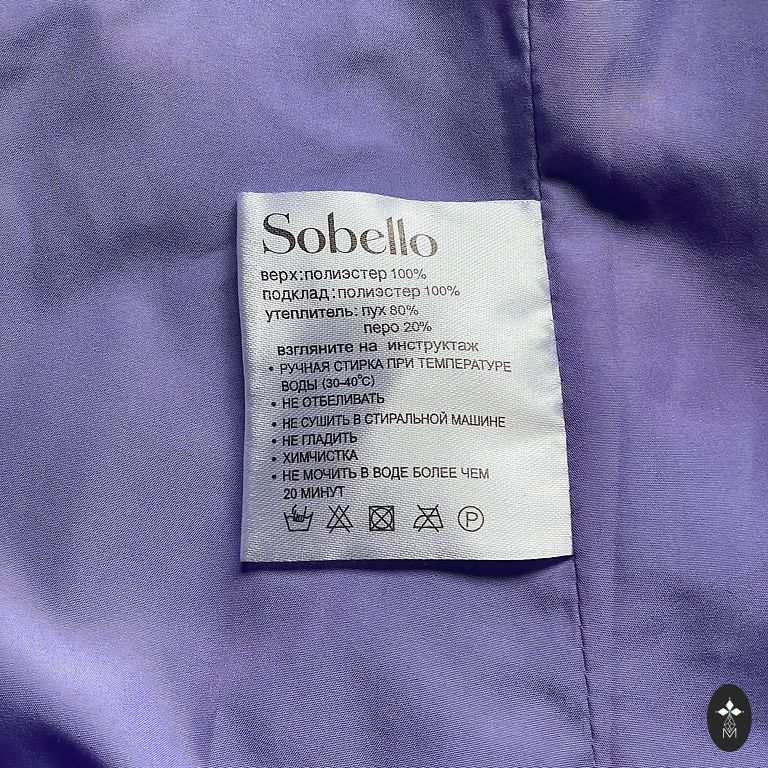 Sobello
верх:полиэстер 100%
подклад:полиэстер 100%
утеплитель: пух 80%
перо 20%
взгляните на инструктаж
• РУЧНАЯ СТИРКА ПРИ ТЕМПЕРАТУРЕ
ВОДЫ (30-40°C)
• НЕ ОТБЕЛИВАТЬ
• НЕ СУШИТЬ В СТИРАЛЬНОЙ МАШИНЕ
• НЕ ГЛАДИТЬ
• ХИМЧИСТКА
• НЕ МОЧИТЬ В ВОДЕ БОЛЕЕ ЧЕМ
20 МИНУТ
P
M